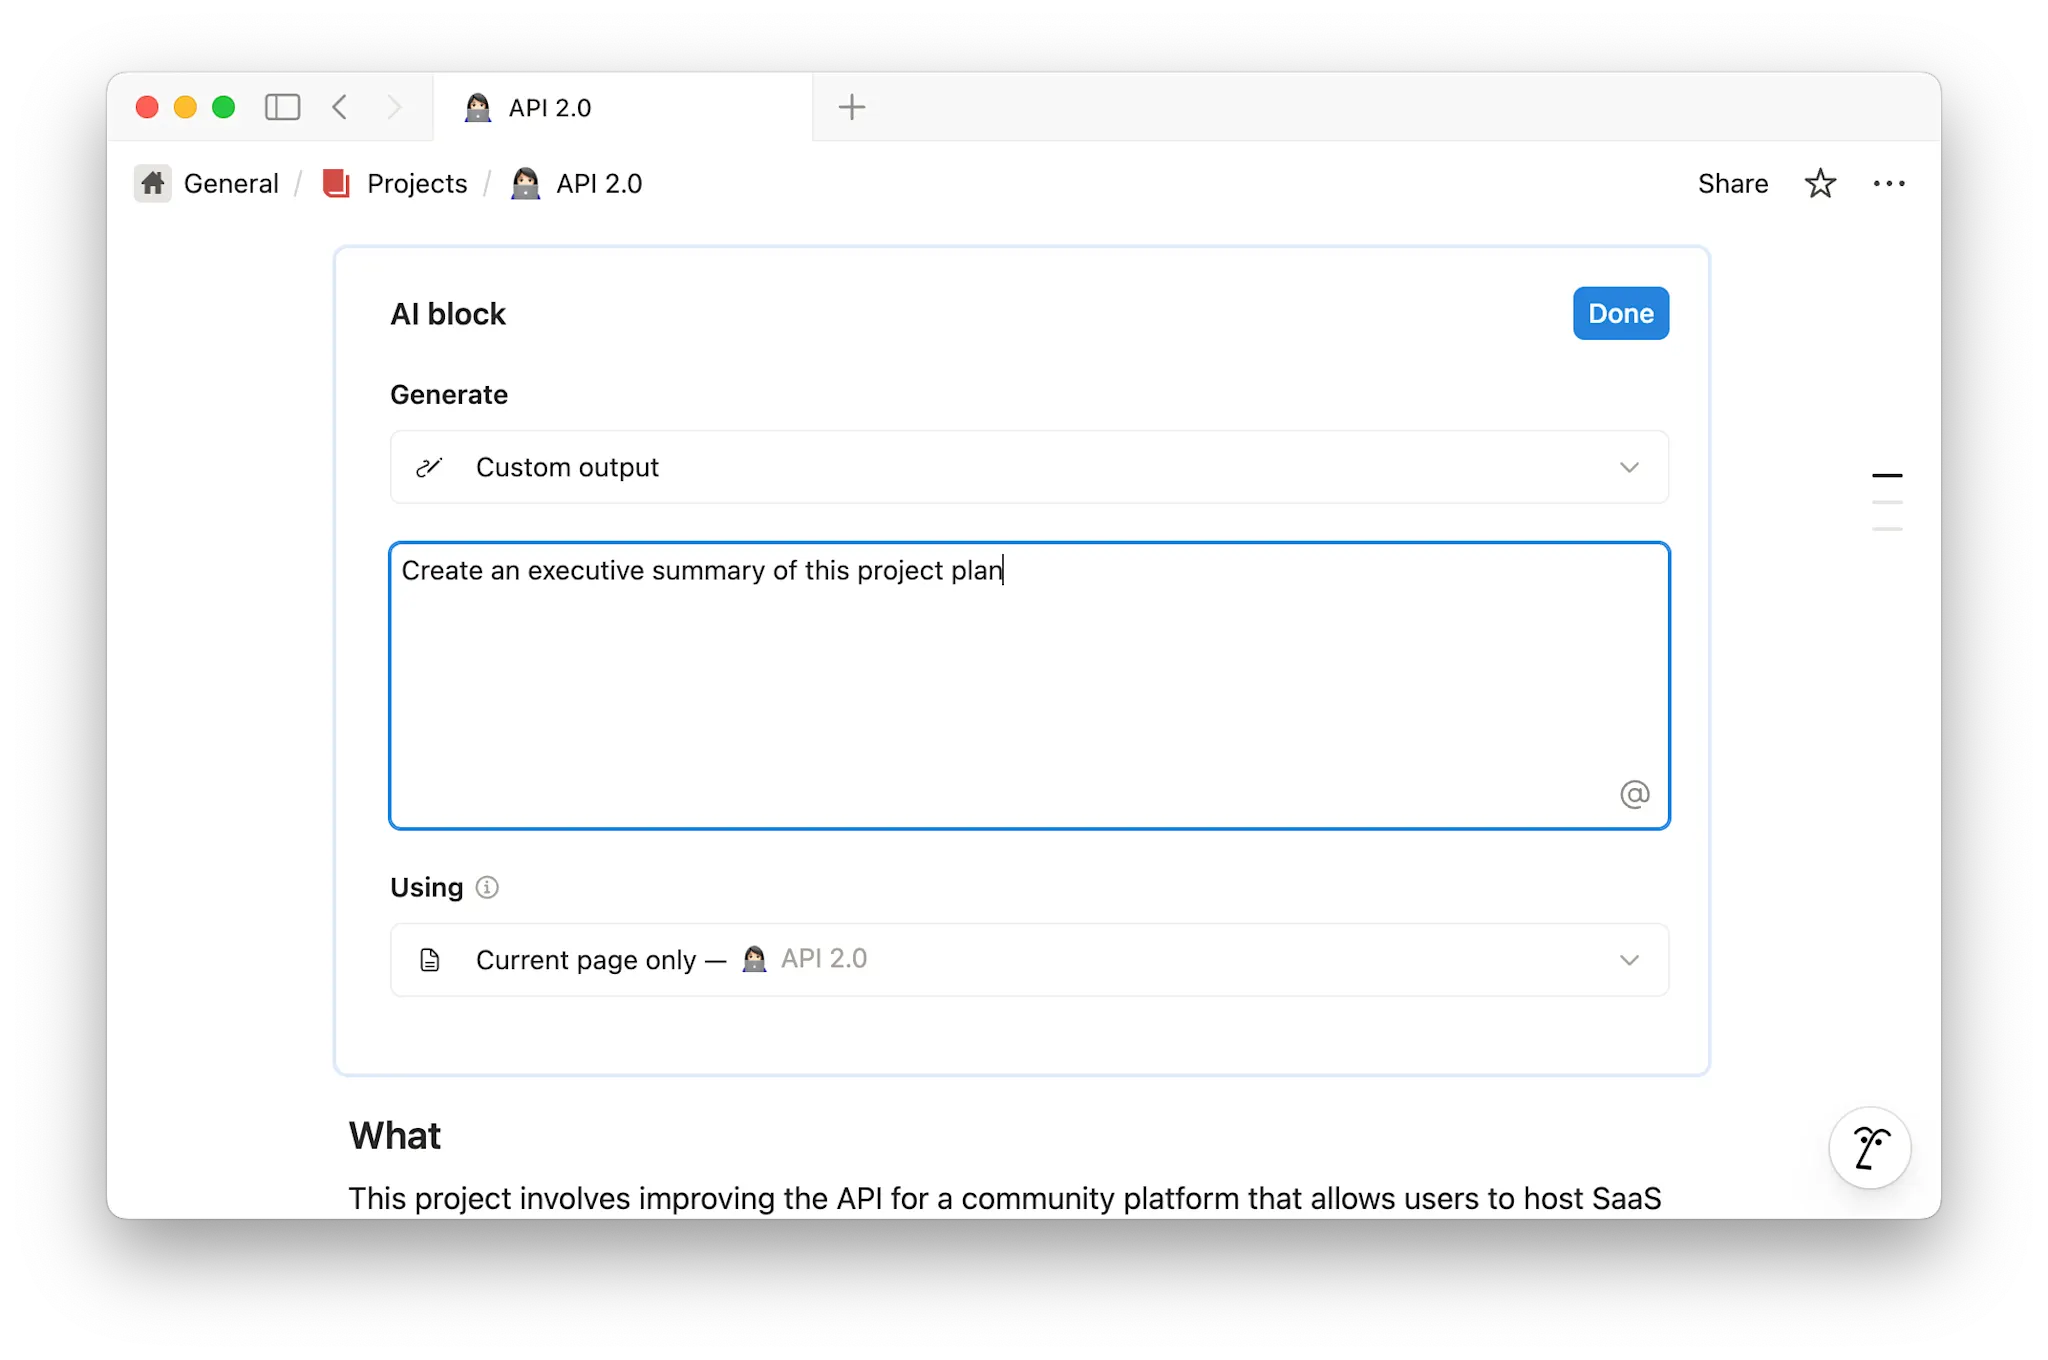 API 2.0
General / Projects / API 2.0
Share
AI block
Done
Generate
Custom output
Create an executive summary of this project plan
@
Using
Current page only — API 2.0
What
This project involves improving the API for a community platform that allows users to host SaaS